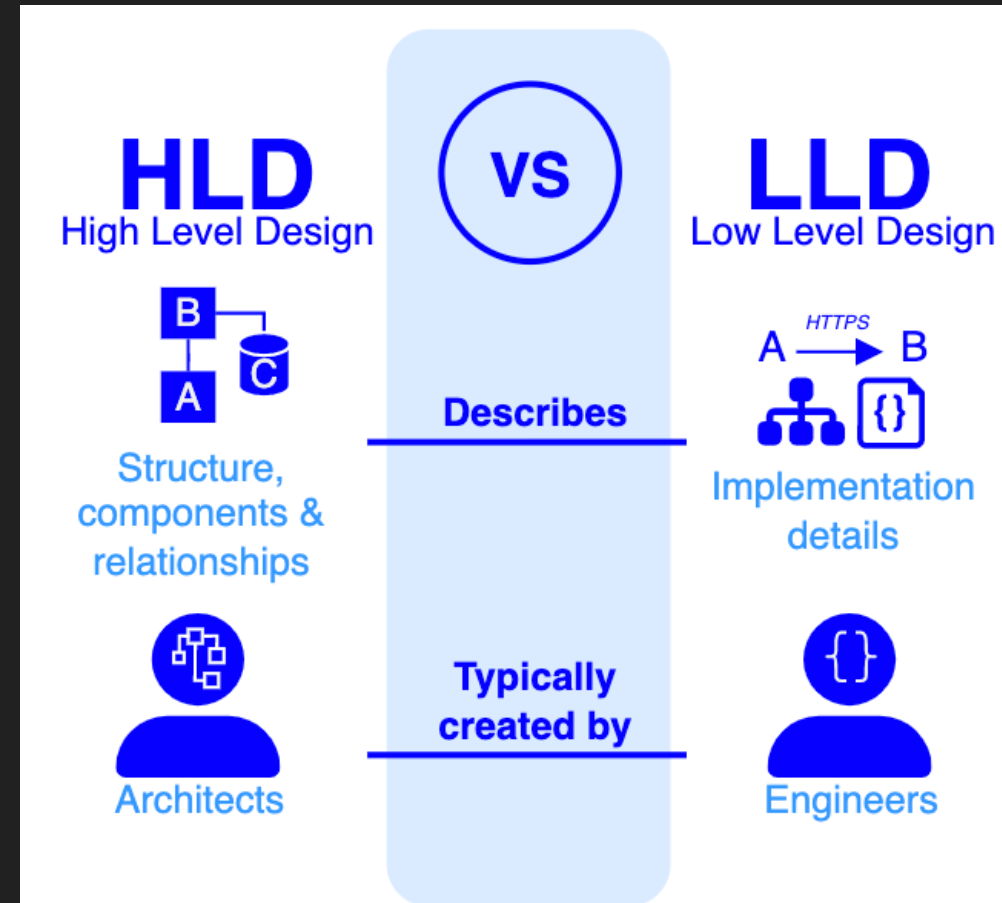 HLD
High Level Design
VS
LLD
Low Level Design
B
C
A
HTTPS
A B
{}
Describes
Structure,
components &
relationships
Implementation
details
{}
Typically
created by
Architects
Engineers